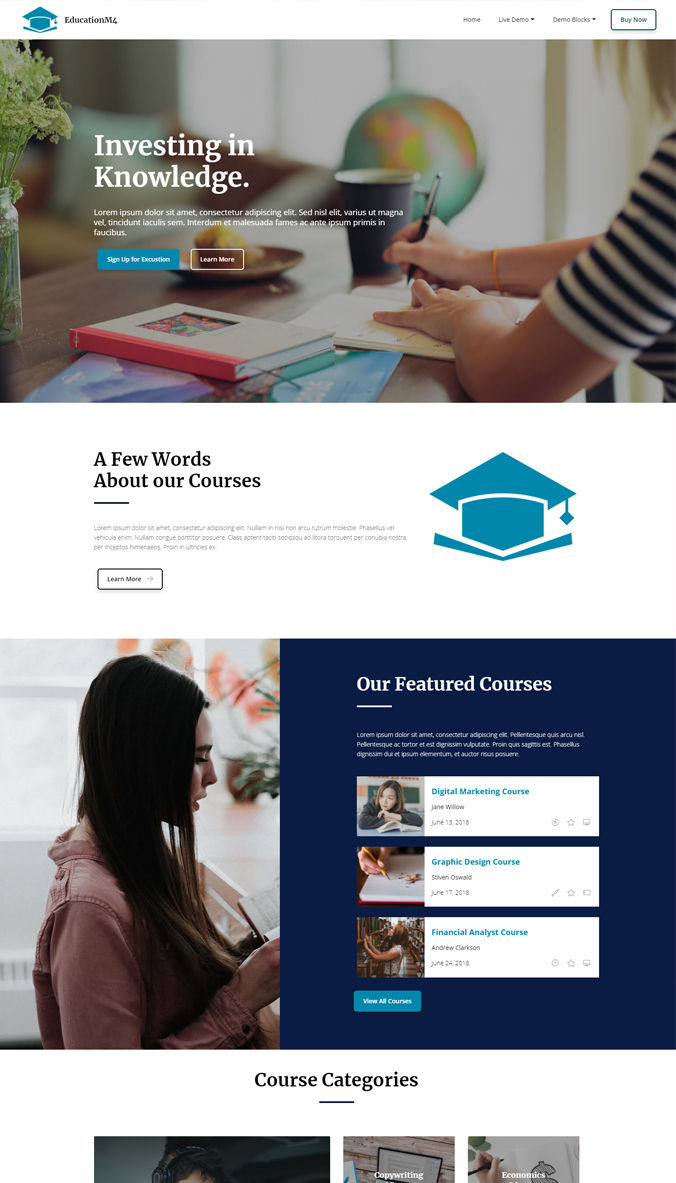 EducationM4
Home
Live Demo
Demo Blocks
Buy Now
Investing in
Knowledge.
Lorem ipsum dolor sit amet, consectetur adipiscing elit. Sed nisl elit, varius ut magna
vel, tincidunt iaculis sem. Interdum et malesuada fames ac ante ipsum primis in
faucibus.
Sign Up for Excustion
Learn More
A Few Words
About our Courses
Lorem ipsum dolor sit amet, consectetur adipiscing elit. Nullam in nisi non arcu rutrum molestie. Phasellus vel
vehicula enim. Nullam congue porttitor posuere. Class aptent taciti sociosqu ad litora torquent per conubia nostra,
per inceptos himenaeos. Proin in ultricies ex.
Learn More
Our Featured Courses
Lorem ipsum dolor sit amet, consectetur adipiscing elit. Pellentesque quis arcu nisl.
Pellentesque ac tortor et est dignissim vulputate. Proin quis sagittis est. Phasellus
dignissim dui et ipsum elementum, et auctor risus posuere.
Digital Marketing Course
Jane Willow
June 13, 2018
Graphic Design Course
Stiven Oswald
June 17, 2018
Financial Analyst Course
Andrew Clarkson
June 24, 2018
View All Courses
Course Categories
Copywriting
Economics